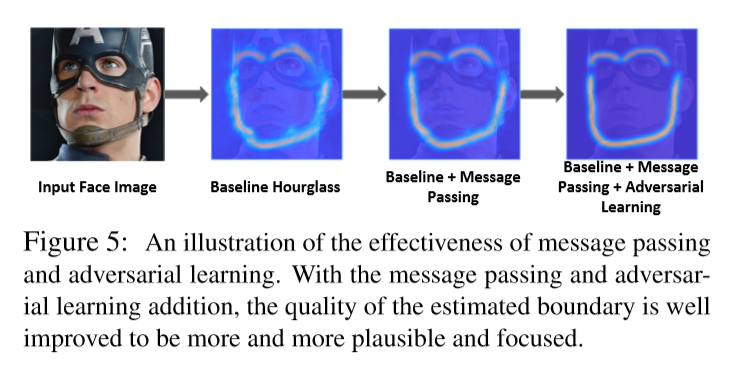 A
Input Face Image
Baseline Hourglass
Baseline + Message
Passing
Baseline + Message
Passing + Adversarial
Learning
Figure 5: An illustration of the effectiveness of message passing
and adversarial learning. With the message passing and adversar-
ial learning addition, the quality of the estimated boundary is well
improved to be more and more plausible and focused.